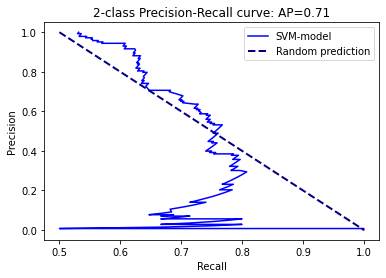 2-class Precision-Recall curve: AP=0.71
SVM-model
Random prediction
Precision
1.0
0.8
0.6
0.4
0.2
0.0
0.5 0.6 0.7 0.8 0.9 1.0
Recall